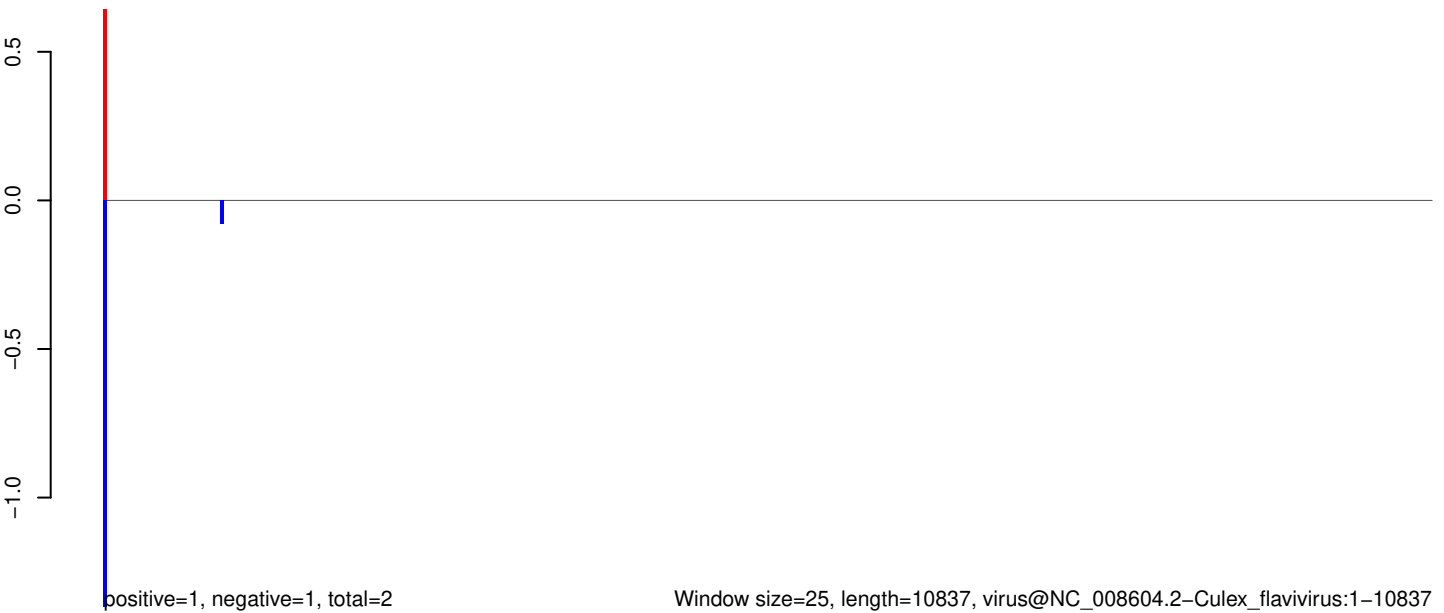 0.5
0.0
−0.5
−1.0
positive=1, negative=1, total=2
Window size=25, length=10837, virus@NC_008604.2−Culex_flavivirus:1−10837